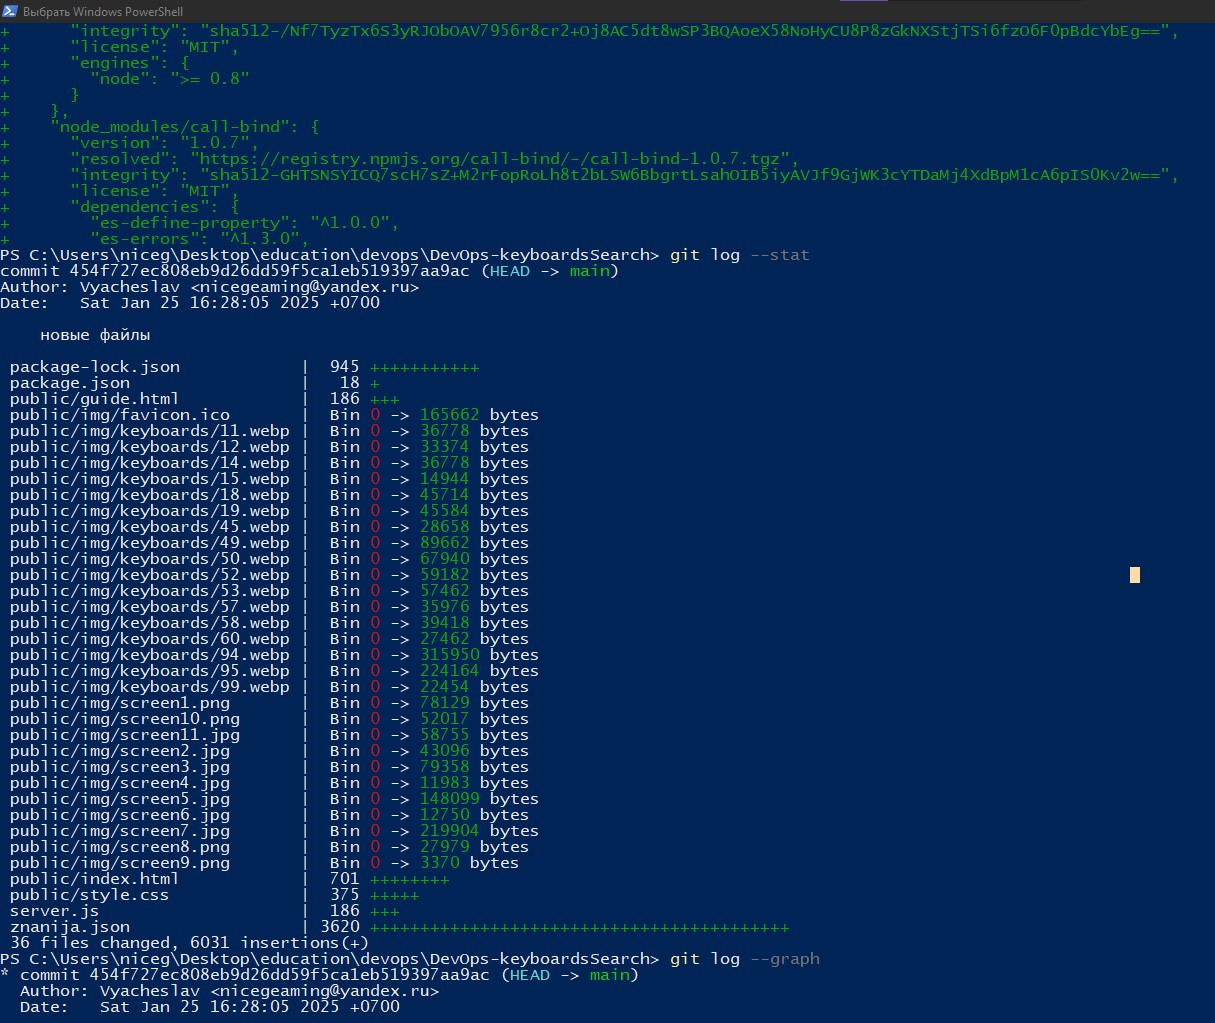 Выбрать Windows PowerShell
+      "integrity": "sha512-/Nf7TyzTx6S3yRJObOAV7956r8cr2+Oj8AC5dt8wSP3BQAoeX58NoHyCU8P8zGkNXStjTSi6fzO6F0pBdcYbEg==",
+      "license": "MIT",
+      "engines": {
+        "node": ">= 0.8"
+      }
+    },
+    "node_modules/call-bind": {
+      "version": "1.0.7",
+      "resolved": "https://registry.npmjs.org/call-bind/-/call-bind-1.0.7.tgz",
+      "integrity": "sha512-GHTSNSYICQ7scH7sZ+M2rFopRoLh8t2bLSW6BbgrtLsahOIB5iyAVJf9GjWK3cYTDaMj4XdBpM1cA6pIS0Kv2w==",
+      "license": "MIT",
+      "dependencies": {
+        "es-define-property": "^1.0.0",
+        "es-errors": "^1.3.0",
PS C:\Users\niceg\Desktop\education\devops\DevOps-keyboardsSearch> git log --stat
commit 454f727ec808eb9d26dd59f5ca1eb519397aa9ac (HEAD -> main)
Author: Vyacheslav <nicegeaming@yandex.ru>
Date:   Sat Jan 25 16:28:05 2025 +0700
    новые файлы
 package-lock.json            |  945 +++++++++++
 package.json                 |   18 +
 public/guide.html            |  186 +++
 public/img/favicon.ico       |  Bin 0 -> 165662 bytes
 public/img/keyboards/11.webp |  Bin 0 -> 36778 bytes
 public/img/keyboards/12.webp |  Bin 0 -> 33374 bytes
 public/img/keyboards/14.webp |  Bin 0 -> 36778 bytes
 public/img/keyboards/15.webp |  Bin 0 -> 14944 bytes
 public/img/keyboards/18.webp |  Bin 0 -> 45714 bytes
 public/img/keyboards/19.webp |  Bin 0 -> 45584 bytes
 public/img/keyboards/45.webp |  Bin 0 -> 28658 bytes
 public/img/keyboards/49.webp |  Bin 0 -> 89662 bytes
 public/img/keyboards/50.webp |  Bin 0 -> 67940 bytes
 public/img/keyboards/52.webp |  Bin 0 -> 59182 bytes
 public/img/keyboards/53.webp |  Bin 0 -> 57462 bytes
 public/img/keyboards/57.webp |  Bin 0 -> 35976 bytes
 public/img/keyboards/58.webp |  Bin 0 -> 39418 bytes
 public/img/keyboards/60.webp |  Bin 0 -> 27462 bytes
 public/img/keyboards/94.webp |  Bin 0 -> 315950 bytes
 public/img/keyboards/95.webp |  Bin 0 -> 224164 bytes
 public/img/keyboards/99.webp |  Bin 0 -> 22454 bytes
 public/img/screen1.png       |  Bin 0 -> 78129 bytes
 public/img/screen10.png      |  Bin 0 -> 52017 bytes
 public/img/screen11.jpg      |  Bin 0 -> 58755 bytes
 public/img/screen2.jpg       |  Bin 0 -> 43096 bytes
 public/img/screen3.jpg       |  Bin 0 -> 79358 bytes
 public/img/screen4.jpg       |  Bin 0 -> 11983 bytes
 public/img/screen5.jpg       |  Bin 0 -> 148099 bytes
 public/img/screen6.jpg       |  Bin 0 -> 12750 bytes
 public/img/screen7.jpg       |  Bin 0 -> 219904 bytes
 public/img/screen8.png       |  Bin 0 -> 27979 bytes
 public/img/screen9.png       |  Bin 0 -> 3370 bytes
 public/index.html            |  701 ++++++++
 public/style.css             |  375 +++++
 server.js                    |  186 +++
 znanija.json                 | 3620 ++++++++++++++++++++++++++++++++++++++++++
 36 files changed, 6031 insertions(+)
PS C:\Users\niceg\Desktop\education\devops\DevOps-keyboardsSearch> git log --graph
* commit 454f727ec808eb9d26dd59f5ca1eb519397aa9ac (HEAD -> main)
  Author: Vyacheslav <nicegeaming@yandex.ru>
  Date:   Sat Jan 25 16:28:05 2025 +0700